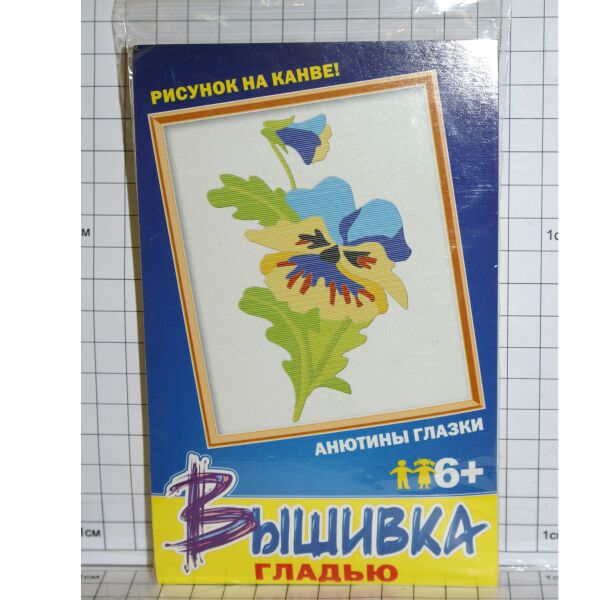 РИСУНОК НА КАНВЕ!
АНЮТИНЫ ГЛАЗКИ
6+
ВЫШИВКА
ГЛАДЬЮ